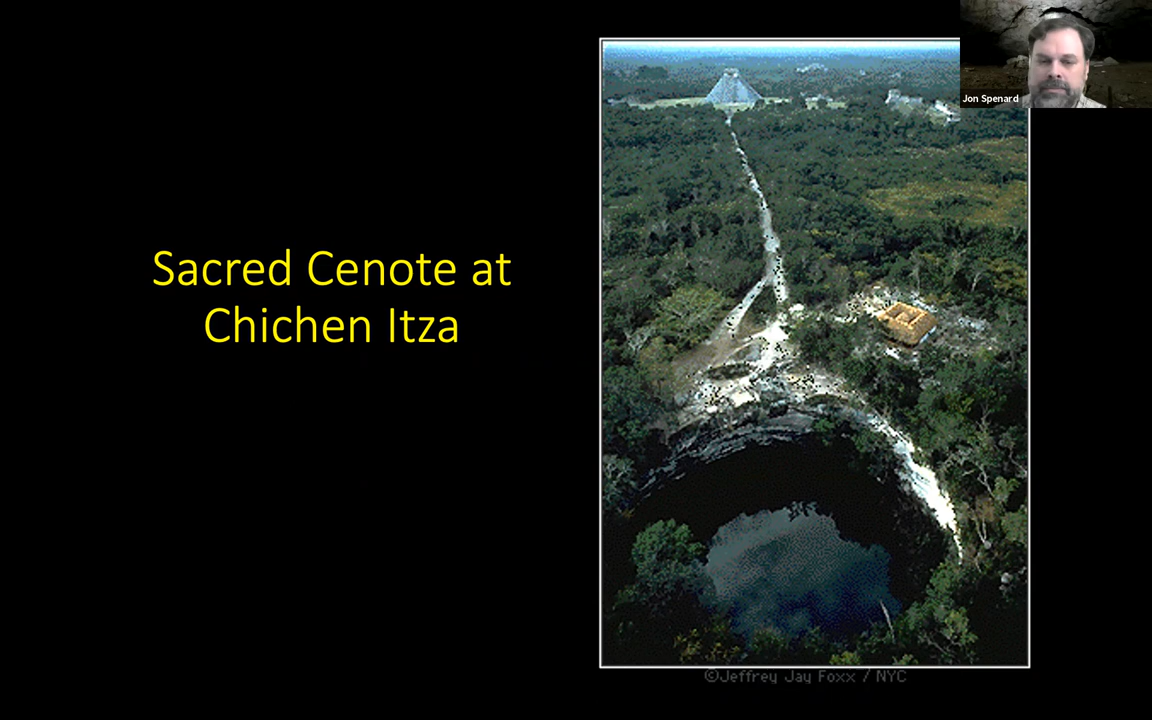 Sacred Cenote at
Chichen Itza
Jon Spenard
©Jeffrey Jay Foxx / NYC